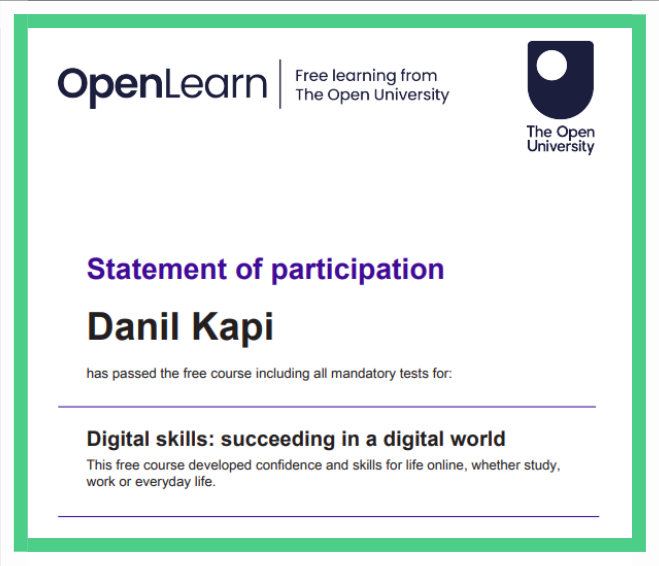 OpenLearn
Free learning from
The Open University
The Open
University
Statement of participation
Danil Kapi
has passed the free course including all mandatory tests for:
Digital skills: succeeding in a digital world
This free course developed confidence and skills for life online, whether study,
work or everyday life.